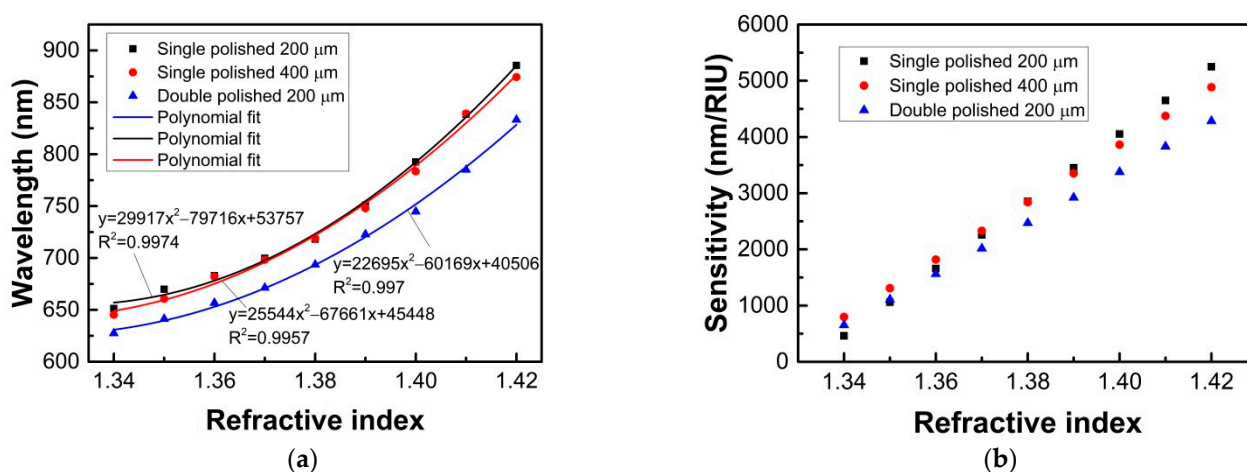 900
850
800
750
700
650
600
Wavelength (nm)
Single polished 200 μm
Single polished 400 μm
Double polished 200 μm
Polynomial fit
Polynomial fit
Polynomial fit
y=29917x²−79716x+53757
R²=0.9974
y=22695x²−60169x+40506
R²=0.997
y=25544x²−67661x+45448
R²=0.9957
1.34 1.36 1.38 1.40 1.42
Refractive index
(a)
6000
5000
4000
3000
2000
1000
0
Sensitivity (nm/RIU)
Single polished 200 μm
Single polished 400 μm
Double polished 200 μm
1.34 1.36 1.38 1.40 1.42
Refractive index
(b)